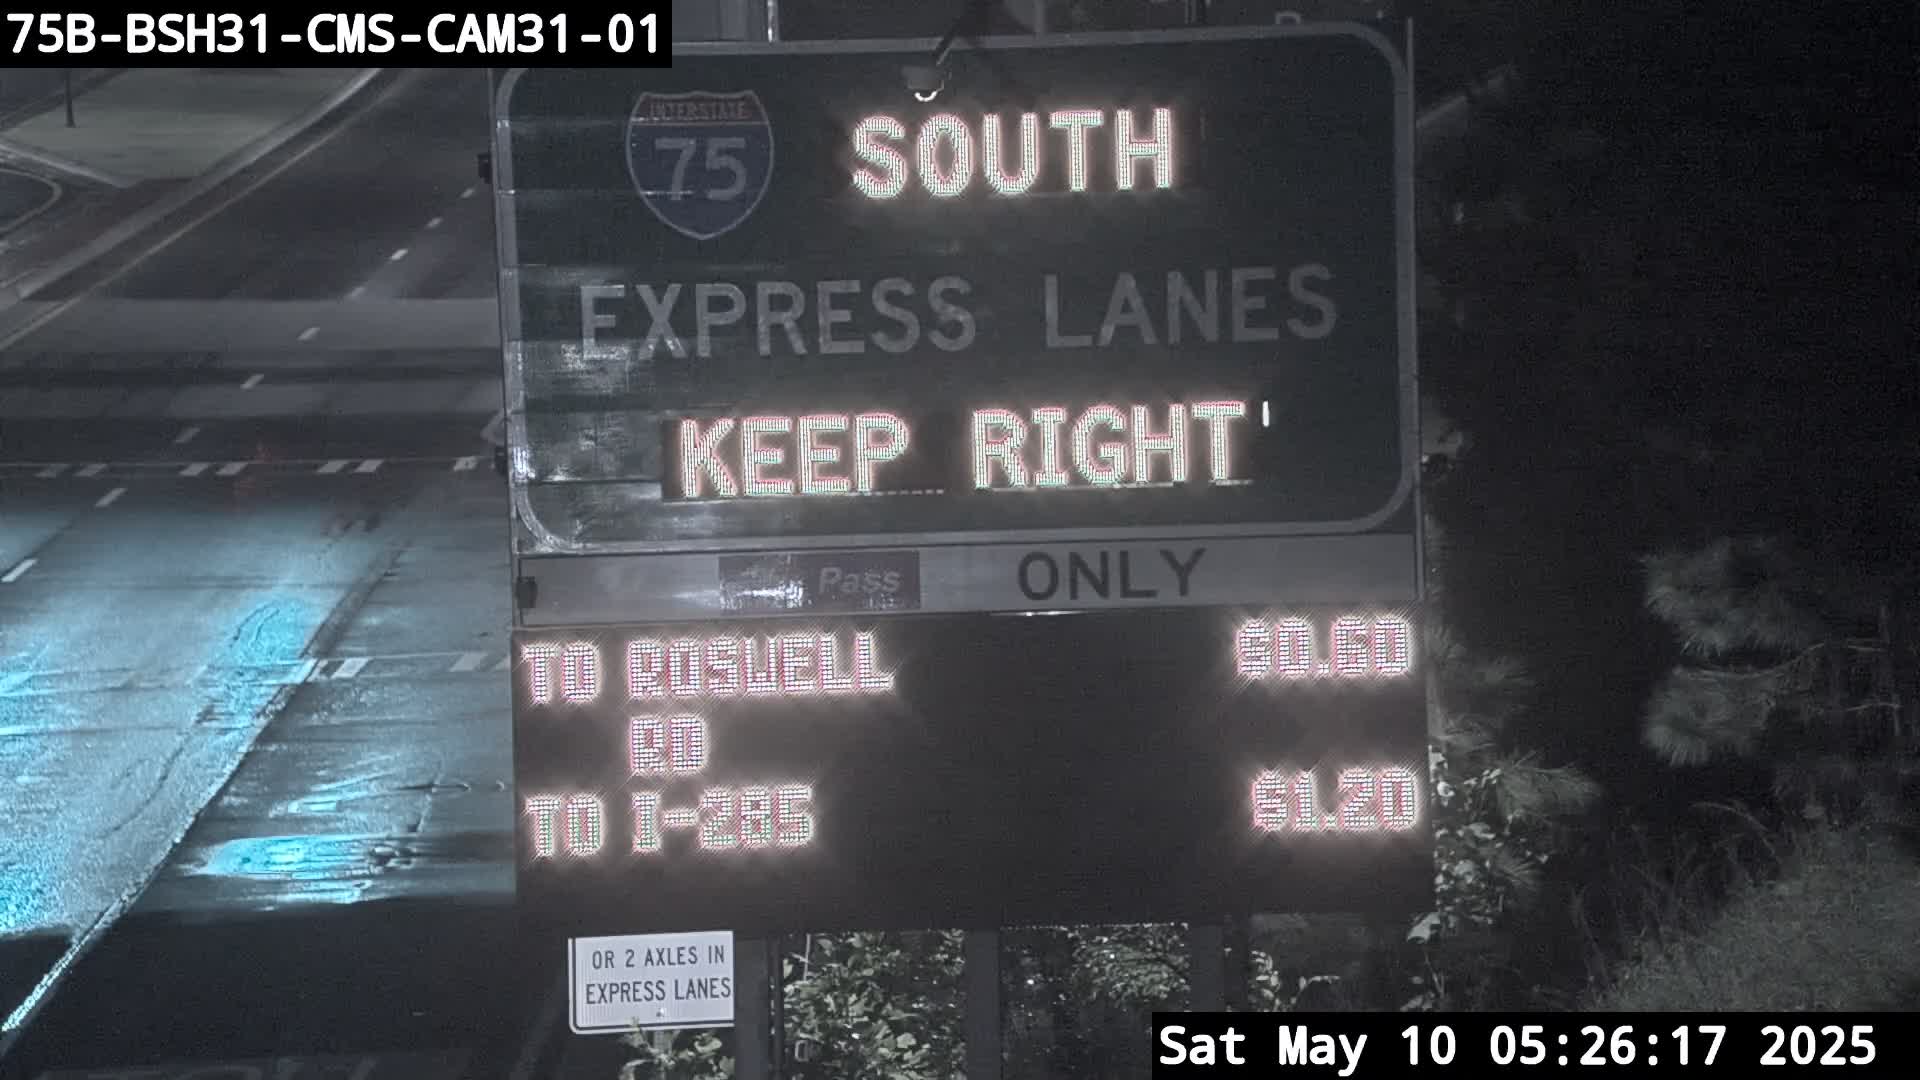 75B-BSH31-CMS-CAM31-01
INTERSTATE
75
SOUTH
EXPRESS LANES
KEEP RIGHT
Pass ONLY
TO ROSWELL $0.60
RD
TO I-285 $1.20
OR 2 AXLES IN
EXPRESS LANES
Sat May 10 05:26:17 2025